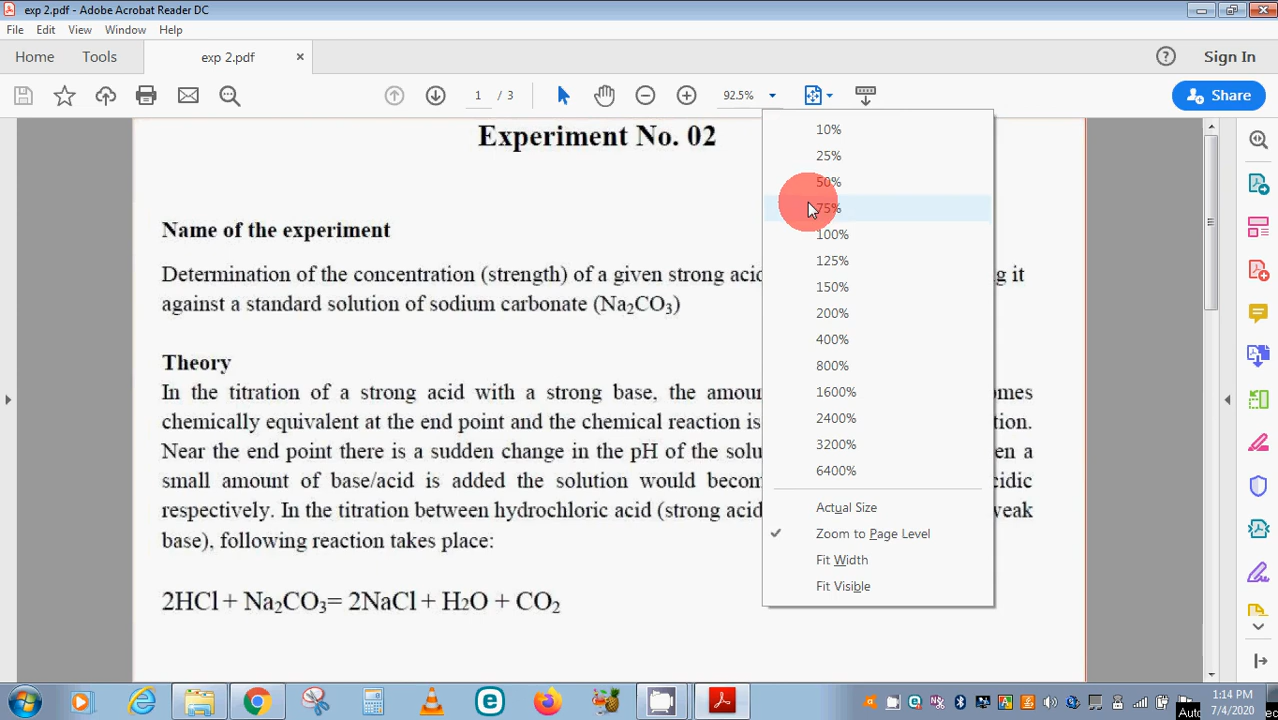 exp 2.pdf - Adobe Acrobat Reader DC
File Edit View Window Help
Home Tools exp 2.pdf × Sign In
1 / 3 92.5% Share
Experiment No. 02
Name of the experiment
Determination of the concentration (strength) of a given strong acid g it
against a standard solution of sodium carbonate (Na₂CO₃)
Theory
In the titration of a strong acid with a strong base, the amou omes
chemically equivalent at the end point and the chemical reaction is tion.
Near the end point there is a sudden change in the pH of the solu en a
small amount of base/acid is added the solution would becom cidic
respectively. In the titration between hydrochloric acid (strong acid weak
base), following reaction takes place:
2HCl + Na₂CO₃= 2NaCl + H₂O + CO₂
10%
25%
50%
75%
100%
125%
150%
200%
400%
800%
1600%
2400%
3200%
6400%
Actual Size
Zoom to Page Level
Fit Width
Fit Visible
1:14 PM
7/4/2020